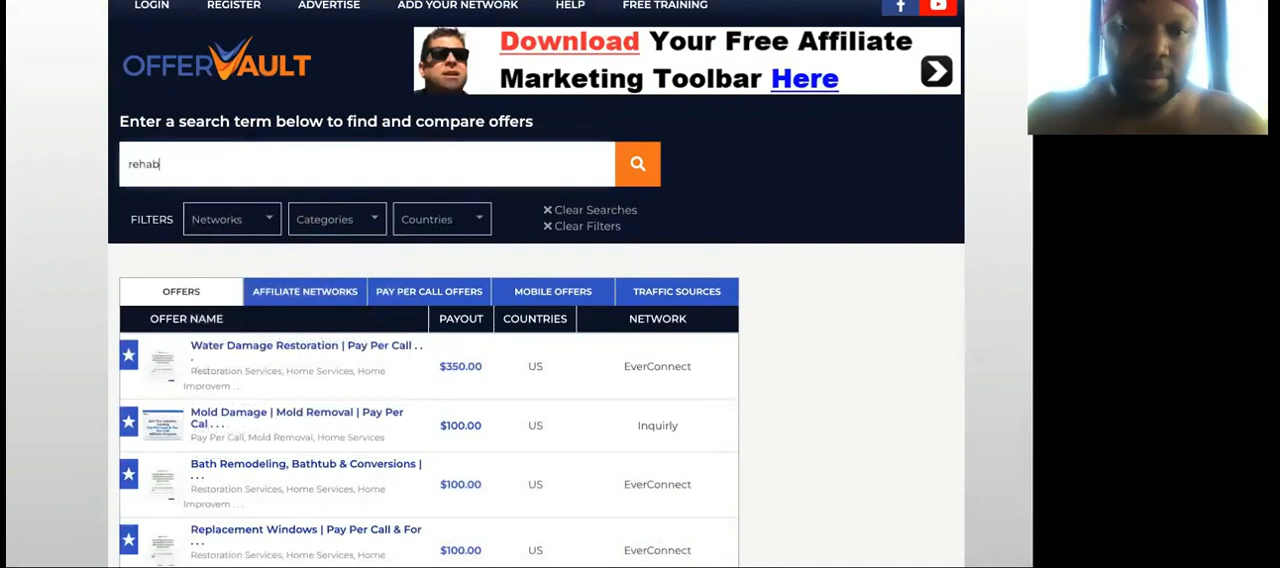 LOGIN REGISTER ADVERTISE ADD YOUR NETWORK HELP FREE TRAINING
OFFERVAULT
Download Your Free Affiliate
Marketing Toolbar Here
Enter a search term below to find and compare offers
rehab
FILTERS Networks Categories Countries
Clear Searches
Clear Filters
OFFERS AFFILIATE NETWORKS PAY PER CALL OFFERS MOBILE OFFERS TRAFFIC SOURCES
OFFER NAME PAYOUT COUNTRIES NETWORK
Water Damage Restoration | Pay Per Call . .
.
Restoration Services, Home Services, Home
Improvem . . .
$350.00 US EverConnect
Mold Damage | Mold Removal | Pay Per
Cal . . .
Pay Per Call, Mold Removal, Home Services
$100.00 US Inquirly
Bath Remodeling, Bathtub & Conversions |
. . .
Restoration Services, Home Services, Home
Improvem . . .
$100.00 US EverConnect
Replacement Windows | Pay Per Call & For
. . .
Restoration Services, Home Services, Home
$100.00 US EverConnect